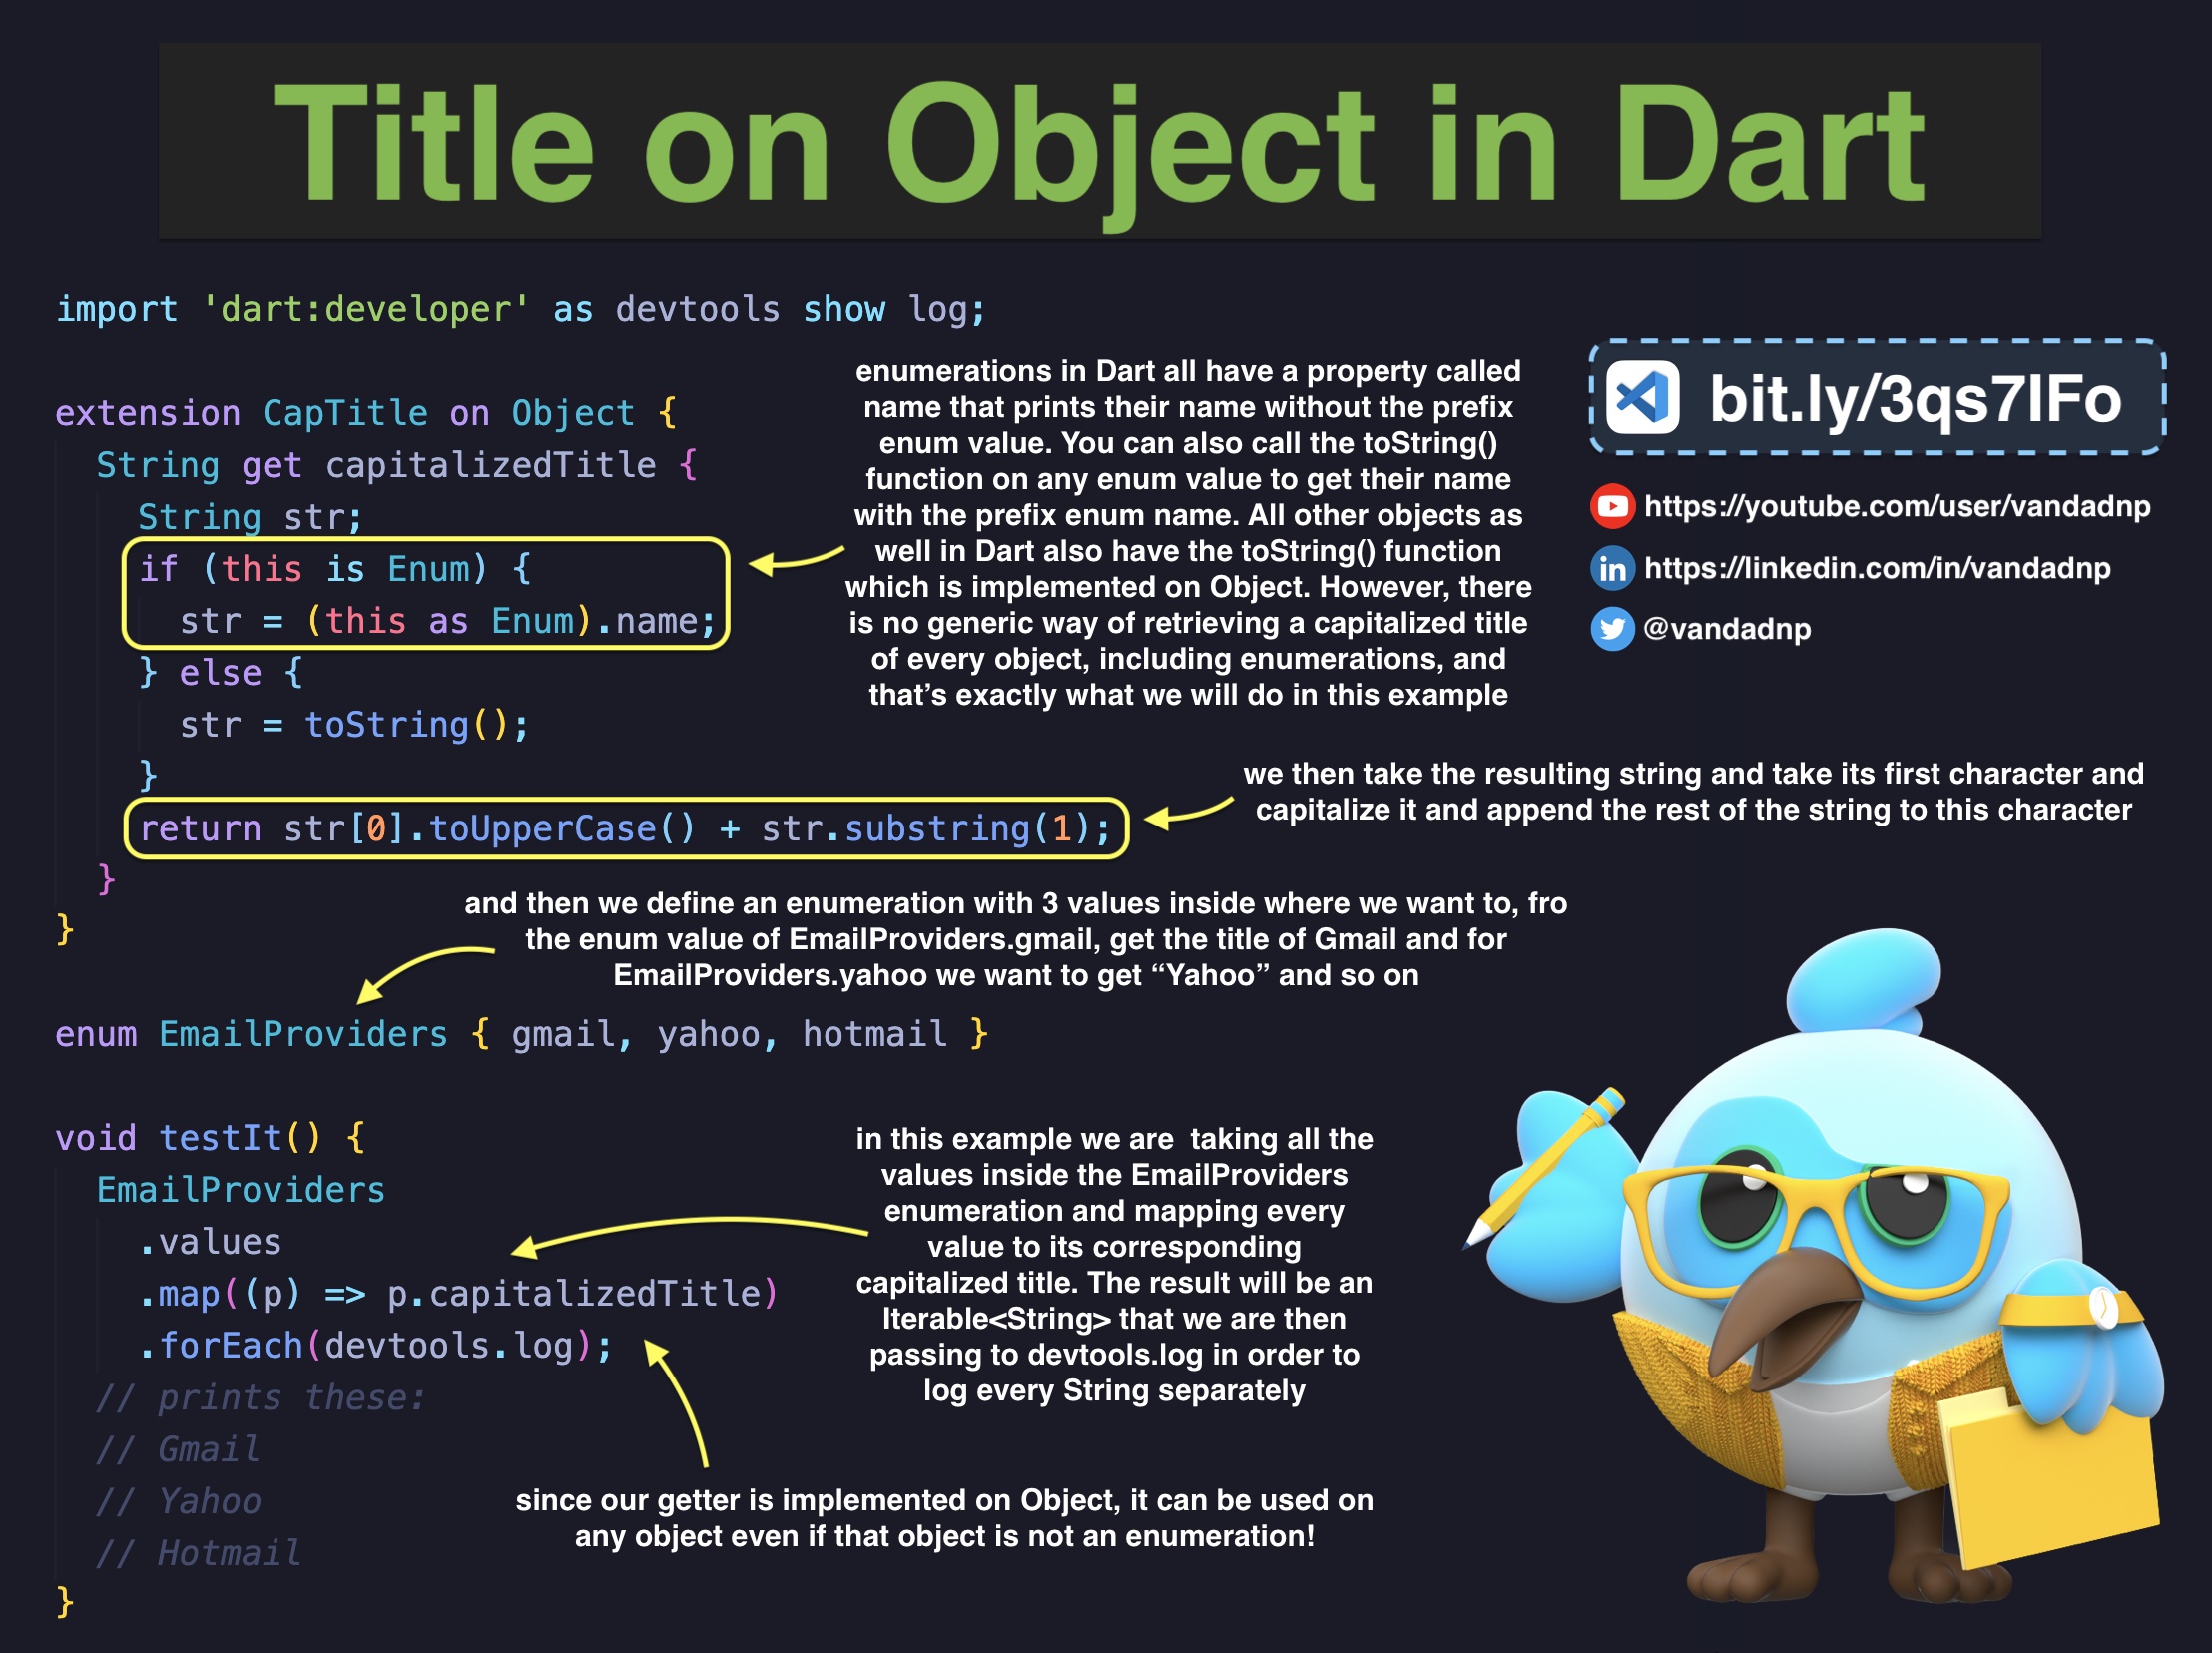 Title on Object in Dart
import 'dart:developer' as devtools show log;
extension CapTitle on Object {
String get capitalizedTitle {
String str;
if (this is Enum) {
str = (this as Enum).name;
} else {
str = toString();
}
return str[0].toUpperCase() + str.substring(1);
}
}
enumerations in Dart all have a property called
name that prints their name without the prefix
enum value. You can also call the toString()
function on any enum value to get their name
with the prefix enum name. All other objects as
well in Dart also have the toString() function
which is implemented on Object. However, there
is no generic way of retrieving a capitalized title
of every object, including enumerations, and
that’s exactly what we will do in this example
bit.ly/3qs7lFo
https://youtube.com/user/vandadnp
in https://linkedin.com/in/vandadnp
@vandadnp
we then take the resulting string and take its first character and
capitalize it and append the rest of the string to this character
and then we define an enumeration with 3 values inside where we want to, fro
the enum value of EmailProviders.gmail, get the title of Gmail and for
EmailProviders.yahoo we want to get “Yahoo” and so on
enum EmailProviders { gmail, yahoo, hotmail }
void testIt() {
EmailProviders
.values
.map((p) => p.capitalizedTitle)
.forEach(devtools.log);
// prints these:
// Gmail
// Yahoo
// Hotmail
}
in this example we are  taking all the
values inside the EmailProviders
enumeration and mapping every
value to its corresponding
capitalized title. The result will be an
Iterable<String> that we are then
passing to devtools.log in order to
log every String separately
since our getter is implemented on Object, it can be used on
any object even if that object is not an enumeration!